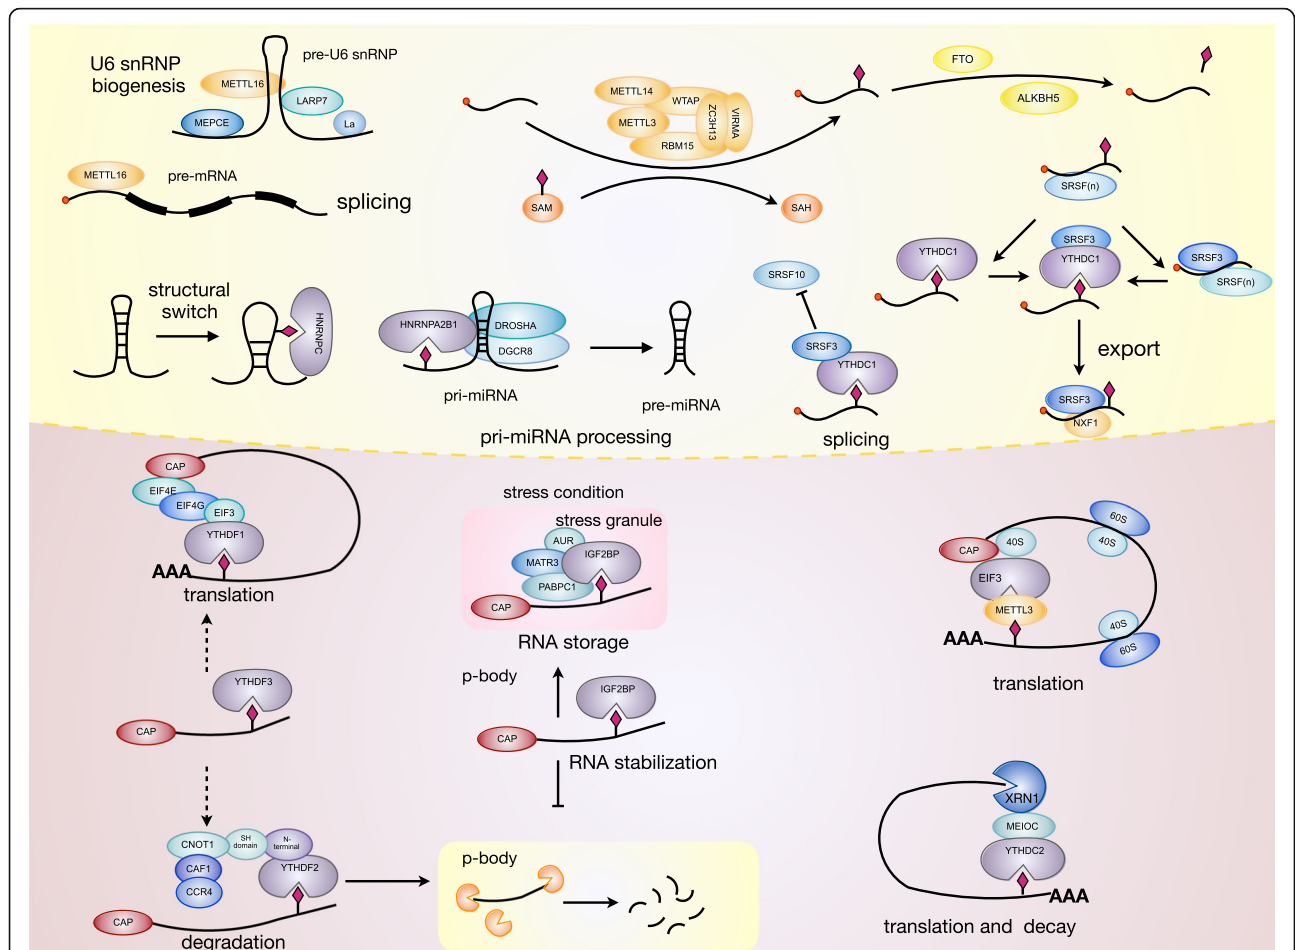 U6 snRNP
biogenesis
pre-U6 snRNP
METTL16
LARP7
MEPCE
La
METTL16
pre-mRNA
splicing
METTL14
WTAP
METTL3
ZC3H13
VIRMA
RBM15
SAM
SAH
FTO
ALKBH5
SRSF(n)
YTHDC1
SRSF3
YTHDC1
SRSF3
SRSF(n)
export
SRSF3
NXF1
structural
switch
HNRNPC
HNRNPA2B1
DROSHA
DGCR8
pri-miRNA
pre-miRNA
pri-miRNA processing
SRSF10
SRSF3
YTHDC1
splicing
CAP
EIF4E
EIF4G
EIF3
YTHDF1
AAA
translation
YTHDF3
CAP
CNOT1
SH
domain
N-
terminal
CAF1
CCR4
YTHDF2
CAP
degradation
stress condition
stress granule
AUR
MATR3
IGF2BP
PABPC1
CAP
RNA storage
p-body
IGF2BP
CAP
RNA stabilization
p-body
60S
40S
CAP
40S
EIF3
METTL3
40S
60S
AAA
translation
XRN1
MEIOC
YTHDC2
AAA
translation and decay